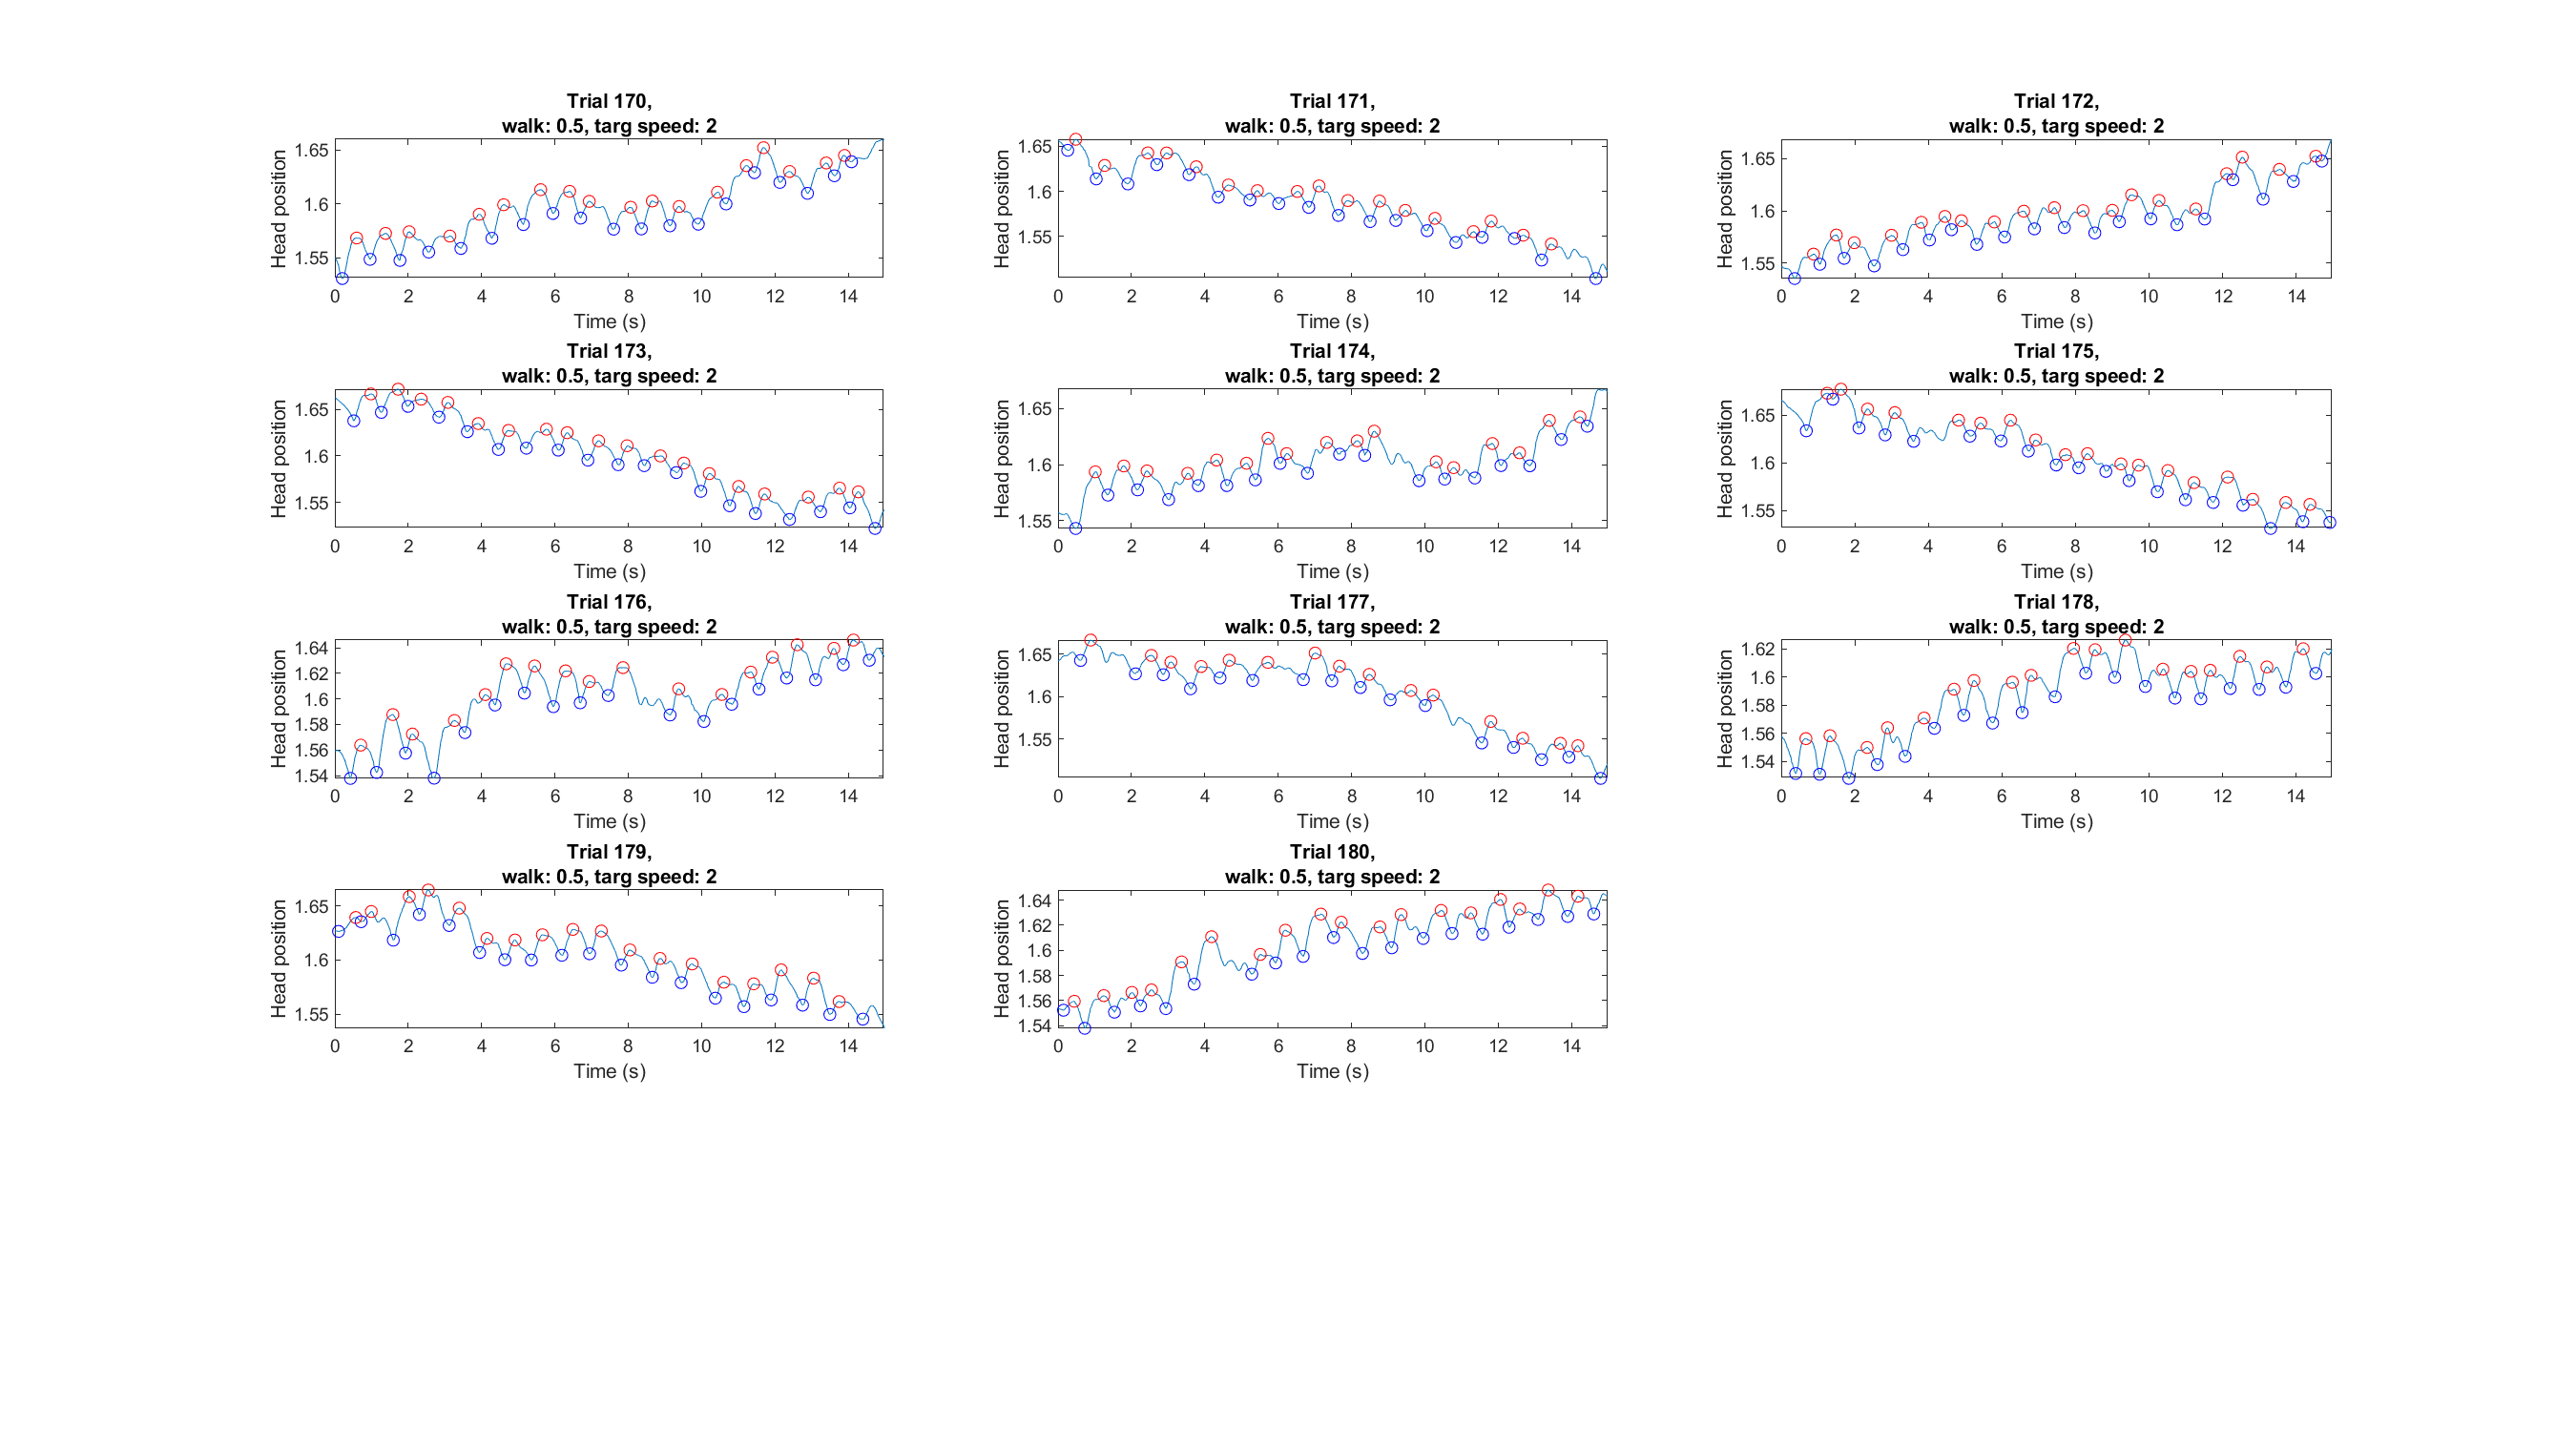 Trial 170,
walk: 0.5, targ speed: 2
Head position
1.65
1.6
1.55
0 2 4 6 8 10 12 14
Time (s)
Trial 171,
walk: 0.5, targ speed: 2
Head position
1.65
1.6
1.55
0 2 4 6 8 10 12 14
Time (s)
Trial 172,
walk: 0.5, targ speed: 2
Head position
1.65
1.6
1.55
0 2 4 6 8 10 12 14
Time (s)
Trial 173,
walk: 0.5, targ speed: 2
Head position
1.65
1.6
1.55
0 2 4 6 8 10 12 14
Time (s)
Trial 174,
walk: 0.5, targ speed: 2
Head position
1.65
1.6
1.55
0 2 4 6 8 10 12 14
Time (s)
Trial 175,
walk: 0.5, targ speed: 2
Head position
1.65
1.6
1.55
0 2 4 6 8 10 12 14
Time (s)
Trial 176,
walk: 0.5, targ speed: 2
Head position
1.64
1.62
1.6
1.58
1.56
1.54
0 2 4 6 8 10 12 14
Time (s)
Trial 177,
walk: 0.5, targ speed: 2
Head position
1.65
1.6
1.55
0 2 4 6 8 10 12 14
Time (s)
Trial 178,
walk: 0.5, targ speed: 2
Head position
1.62
1.6
1.58
1.56
1.54
0 2 4 6 8 10 12 14
Time (s)
Trial 179,
walk: 0.5, targ speed: 2
Head position
1.65
1.6
1.55
0 2 4 6 8 10 12 14
Time (s)
Trial 180,
walk: 0.5, targ speed: 2
Head position
1.64
1.62
1.6
1.58
1.56
1.54
0 2 4 6 8 10 12 14
Time (s)